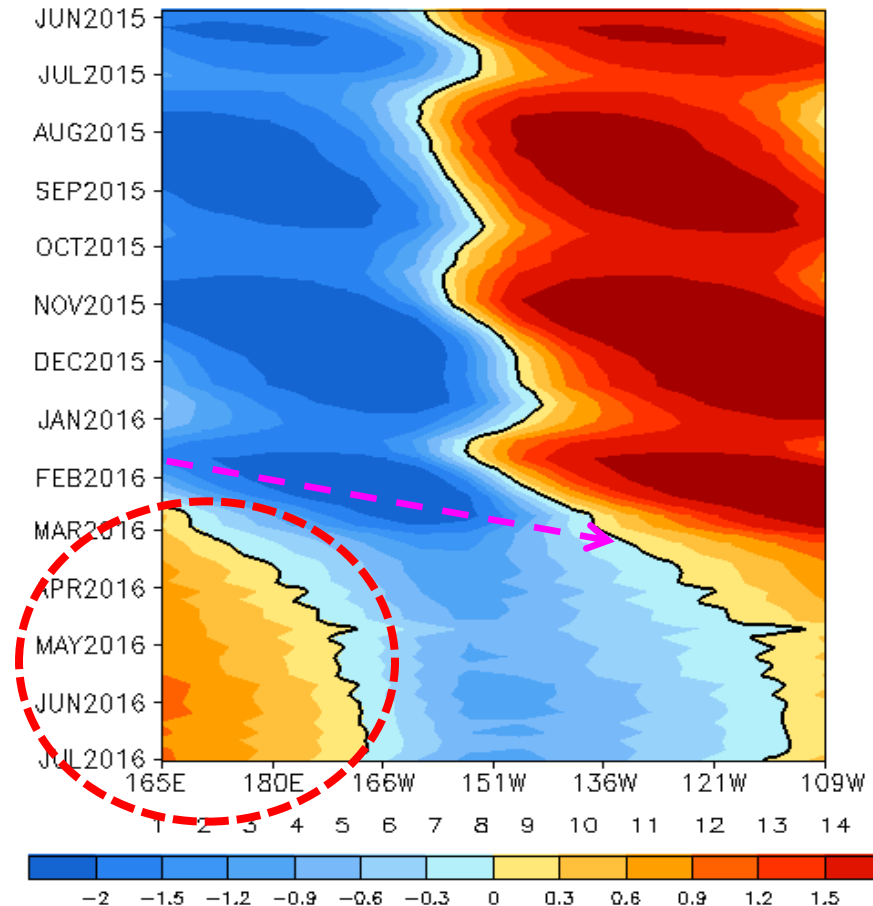 JUN2015
JUL2015
AUG2015
SEP2015
OCT2015
NOV2015
DEC2015
JAN2016
FEB2016
MAR2016
APR2016
MAY2016
JUN2016
JUL2016
165E 180E 166W 151W 136W 121W 109W
1 2 3 4 5 6 7 8 9 10 11 12 13 14
-2 -1.5 -1.2 -0.9 -0.6 -0.3 0 0.3 0.6 0.9 1.2 1.5